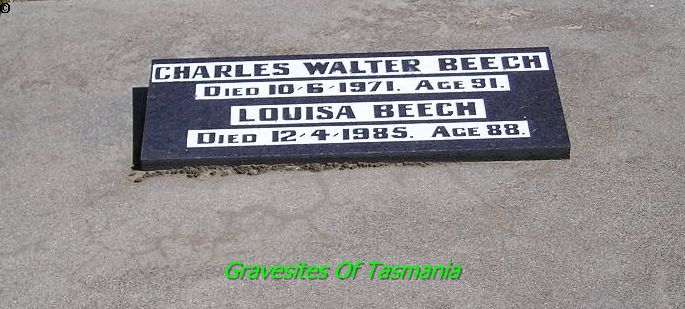 CHARLES WALTER BEECH
DIED 10-6-1971. AGE 91.
LOUISA BEECH
DIED 12-4-1985. AGE 88.
Gravesites Of Tasmania